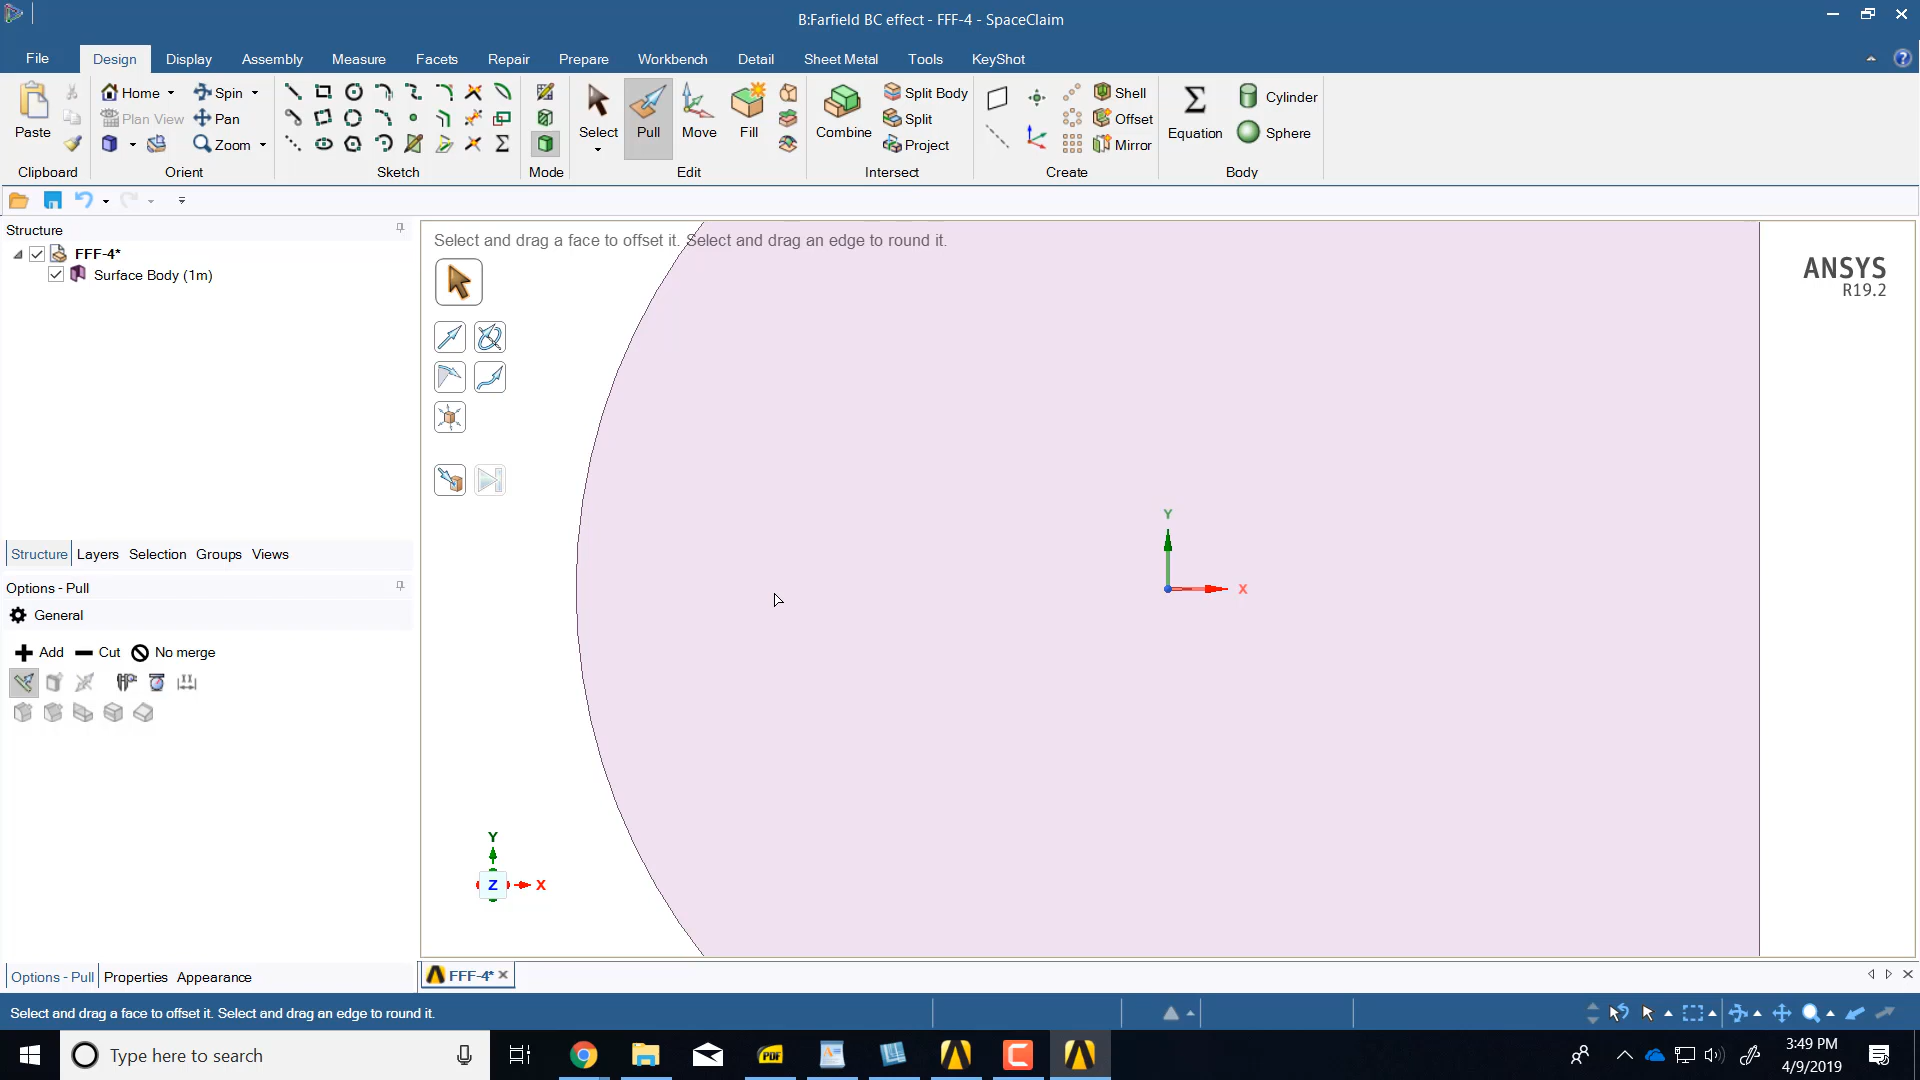 B:Farfield BC effect - FFF-4 - SpaceClaim
File Design Display Assembly Measure Facets Repair Prepare Workbench Detail Sheet Metal Tools KeyShot
Home Spin Split Body Shell Cylinder
Plan View Pan Split Offset
Paste Select Pull Move Fill Combine Equation Sphere
Zoom Project Mirror
Clipboard Orient Sketch Mode Edit Intersect Create Body
Structure
FFF-4*
Surface Body (1m)
Structure Layers Selection Groups Views
Options - Pull
General
Add Cut No merge
Options - Pull Properties Appearance
Select and drag a face to offset it. Select and drag an edge to round it.
ANSYS
R19.2
Y
X
Y
Z X
FFF-4*
Select and drag a face to offset it. Select and drag an edge to round it.
Type here to search
PDF
3:49 PM
4/9/2019